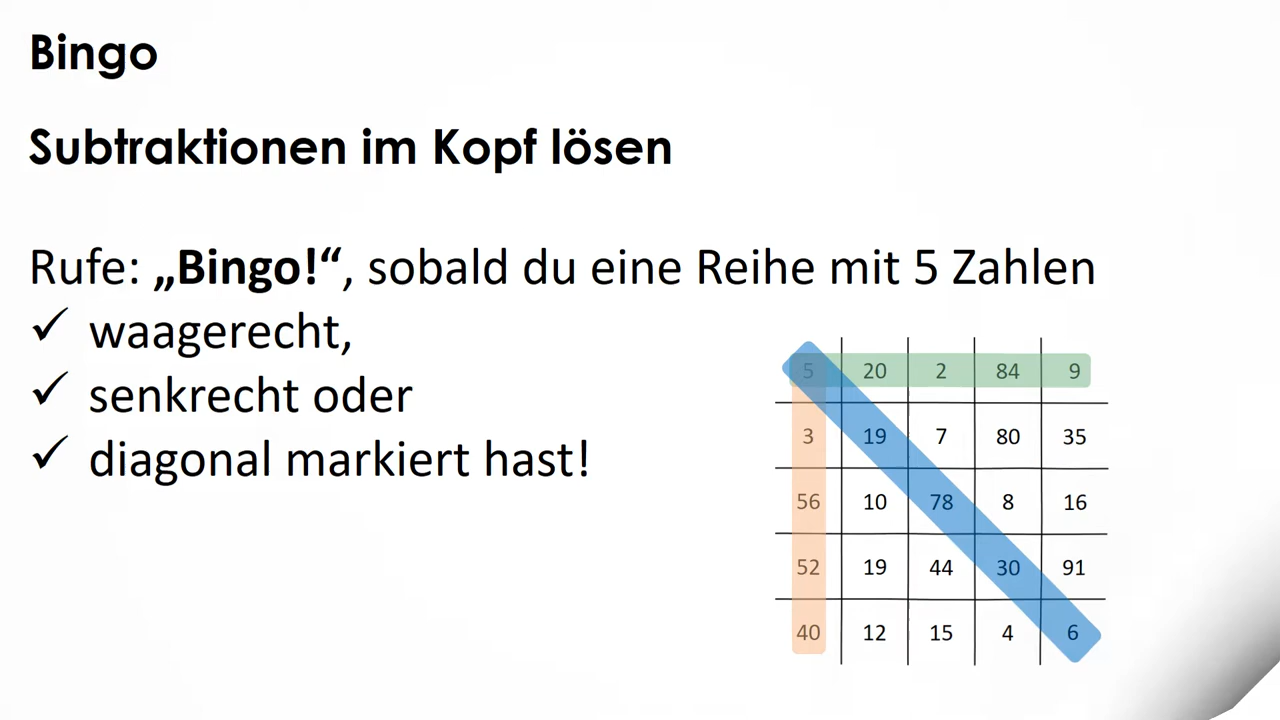 Bingo
Subtraktionen im Kopf lösen
Rufe: „Bingo!“, sobald du eine Reihe mit 5 Zahlen
✓ waagerecht,
✓ senkrecht oder
✓ diagonal markiert hast!
5 20 2 84 9
3 19 7 80 35
56 10 78 8 16
52 19 44 30 91
40 12 15 4 6